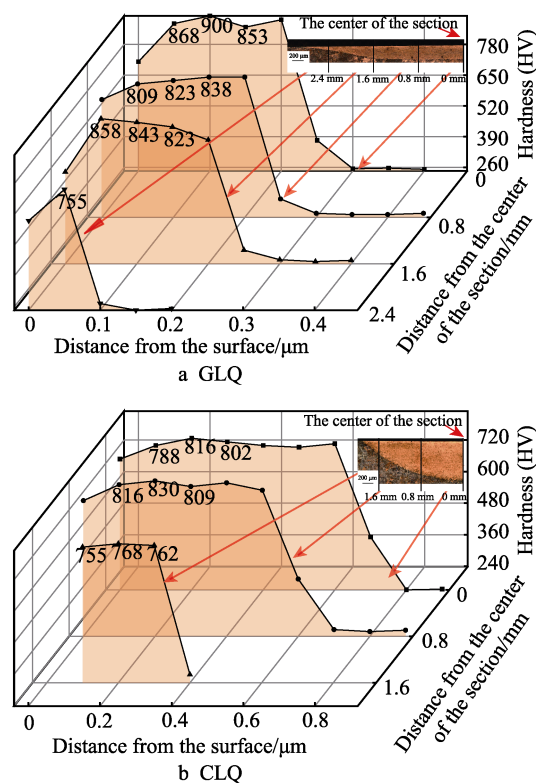 The center of the section
868
900
853
200 μm
2.4 mm
1.6 mm
0.8 mm
0 mm
809
823
838
858
843
823
755
780
650
520
390
260
Hardness (HV)
0
0.8
1.6
2.4
Distance from the center
of the section/mm
0
0.1
0.2
0.3
0.4
Distance from the surface/μm
a GLQ
The center of the section
788
816
802
200 μm
1.6 mm
0.8 mm
0 mm
816
830
809
755
768
762
720
600
480
360
240
Hardness (HV)
0
0.8
1.6
Distance from the center
of the section/mm
0
0.2
0.4
0.6
0.8
Distance from the surface/μm
b CLQ